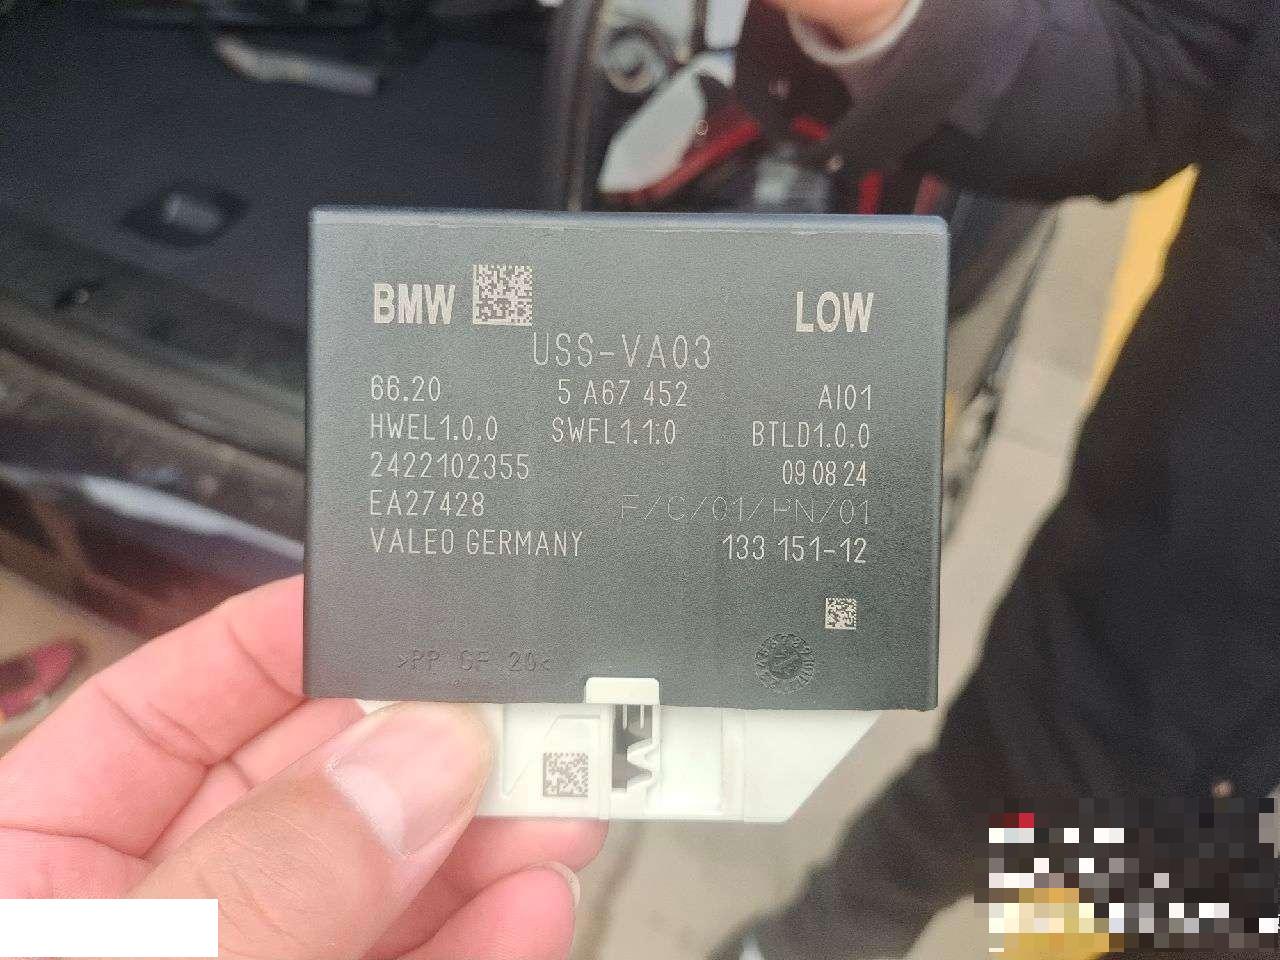 BMW LOW
USS-VA03
66.20 5 A67 452 AI01
HWEL1.0.0 SWFL1.1:0 BTLD1.0.0
2422102355 09 08 24
EA27428 F/C/01/PN/01
VALEO GERMANY 133 151-12
>PP GF 20<